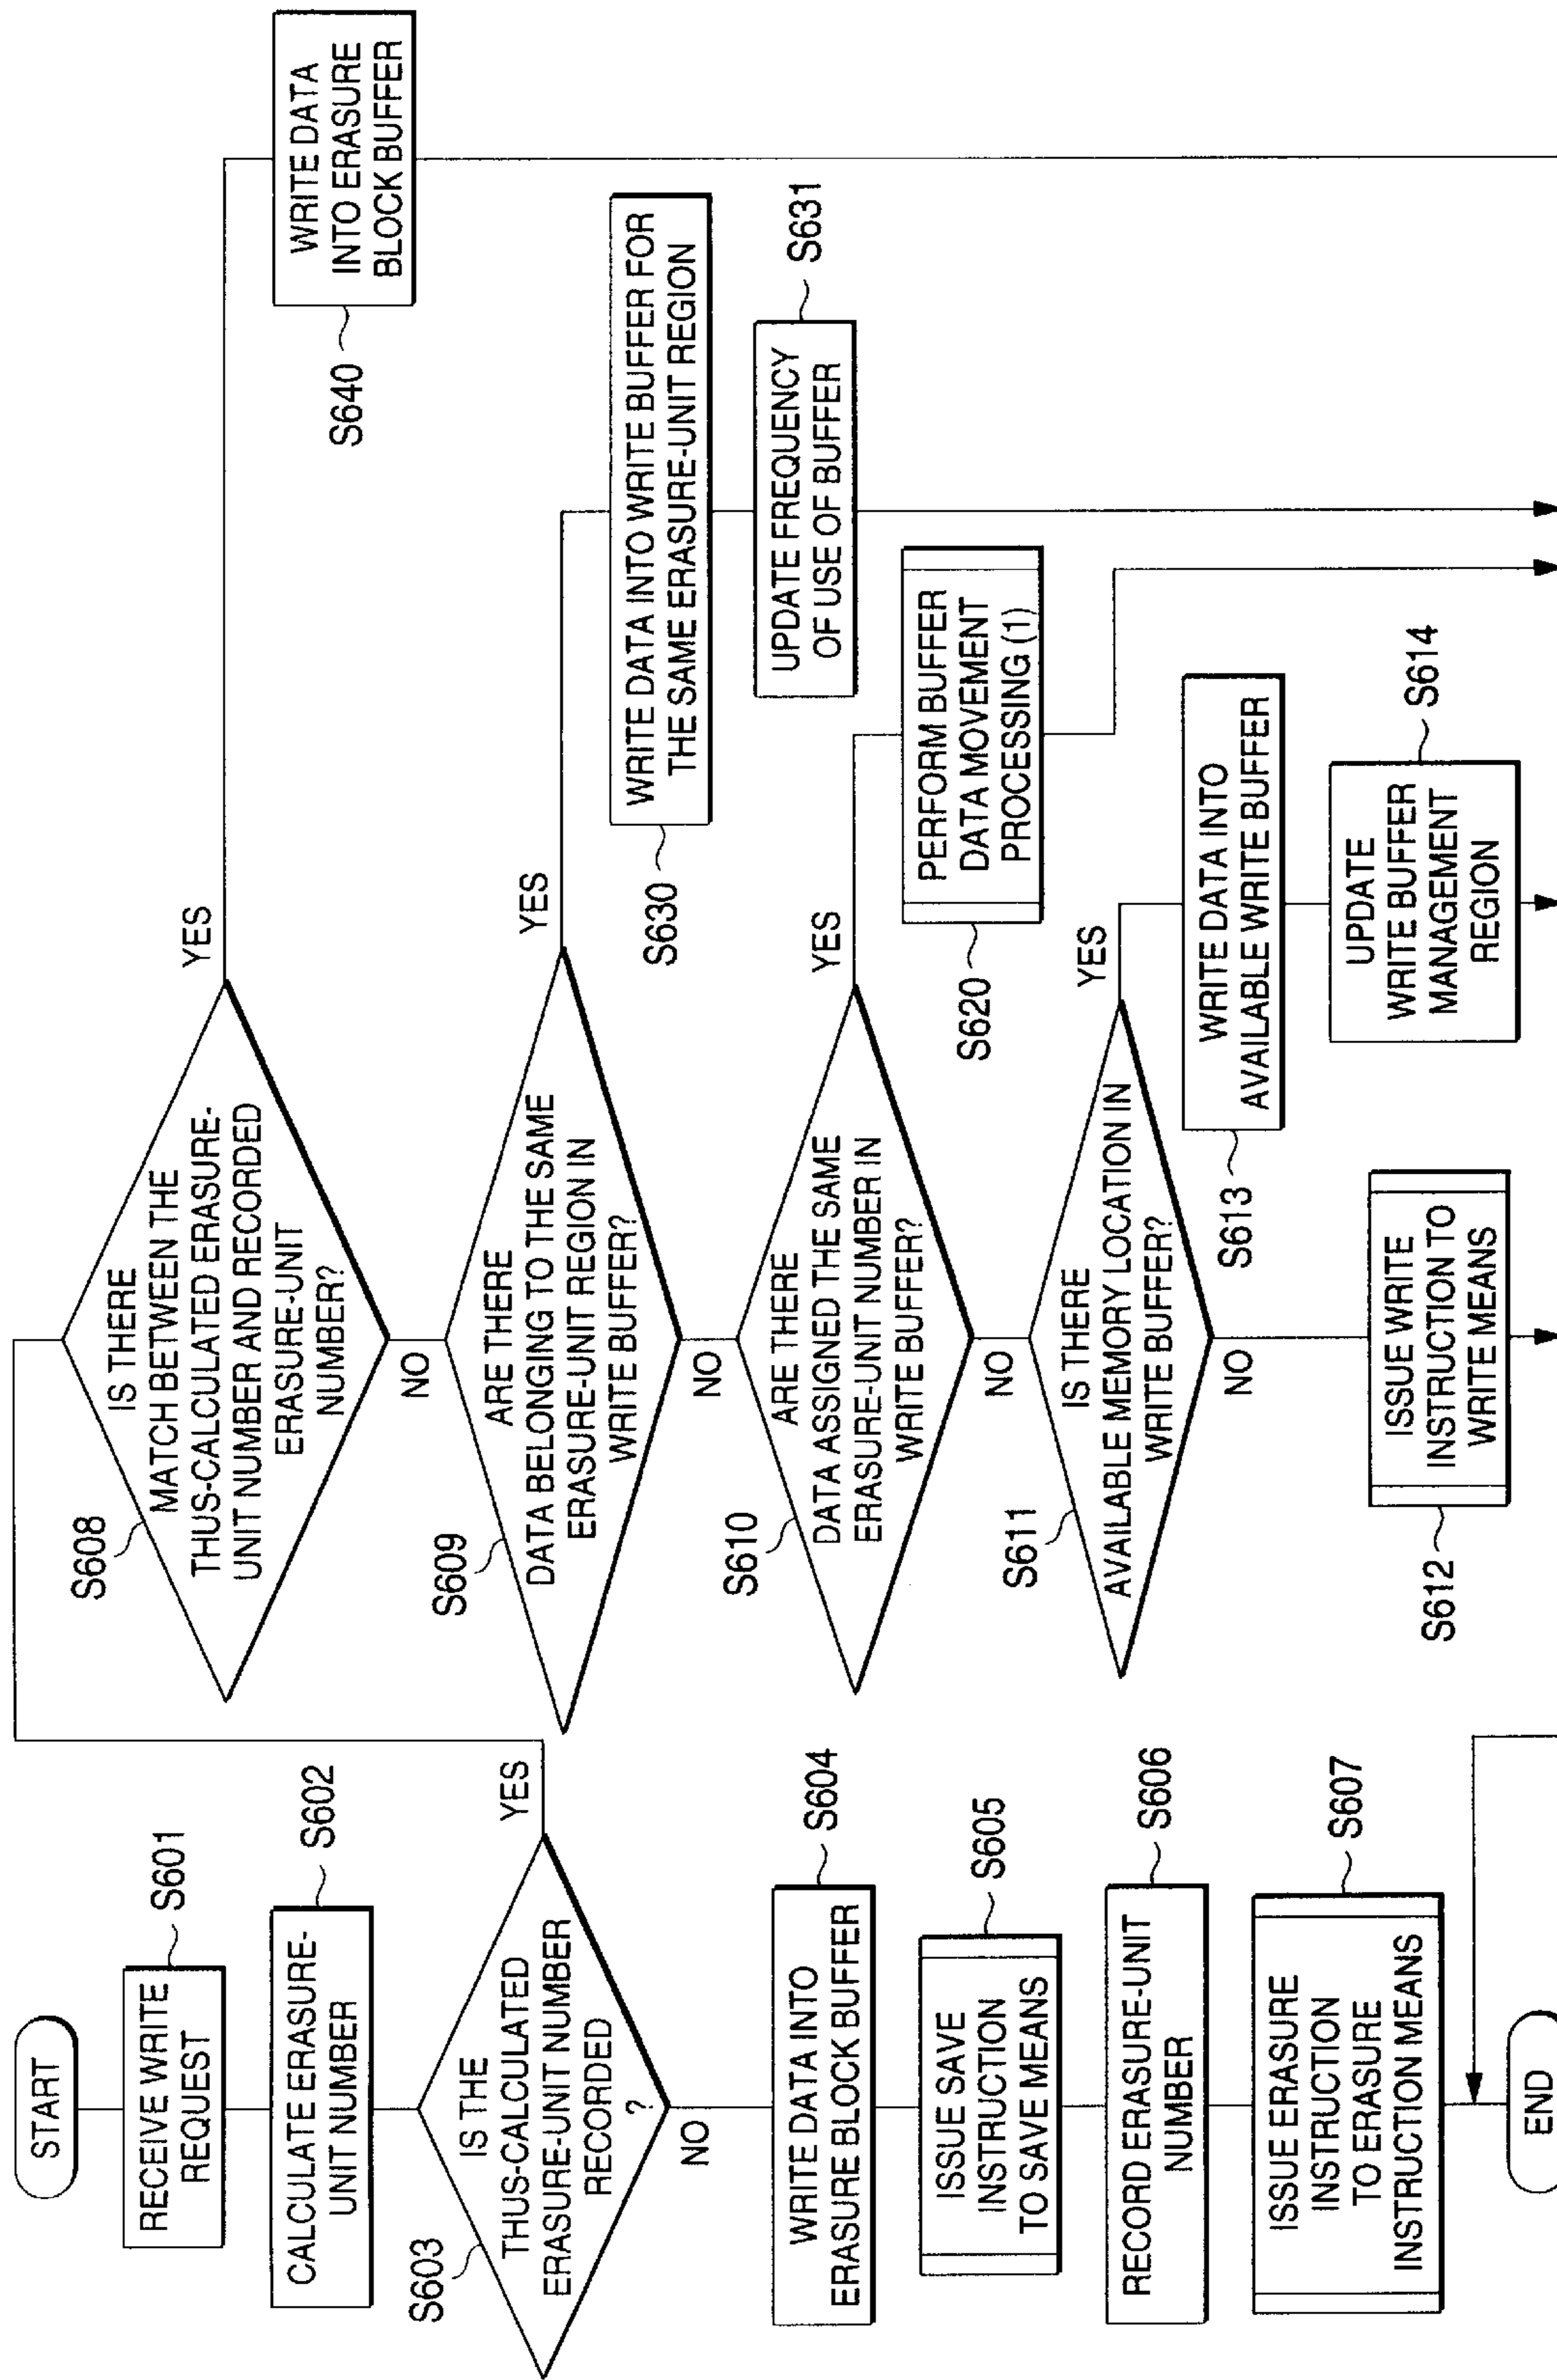 START
RECEIVE WRITE
REQUEST
S601
CALCULATE ERASURE-
UNIT NUMBER
S602
IS THE
THUS-CALCULATED
ERASURE-UNIT NUMBER
RECORDED
?
S603
YES
NO
WRITE DATA INTO
ERASURE BLOCK BUFFER
S604
ISSUE SAVE
INSTRUCTION
TO SAVE MEANS
S605
RECORD ERASURE-UNIT
NUMBER
S606
ISSUE ERASURE
INSTRUCTION
TO ERASURE
INSTRUCTION MEANS
S607
END
S608
IS THERE
MATCH BETWEEN THE
THUS-CALCULATED ERASURE-
UNIT NUMBER AND RECORDED
ERASURE-UNIT
NUMBER?
YES
NO
S609
ARE THERE
DATA BELONGING TO THE SAME
ERASURE-UNIT REGION IN
WRITE BUFFER?
YES
NO
S610
ARE THERE
DATA ASSIGNED THE SAME
ERASURE-UNIT NUMBER IN
WRITE BUFFER?
YES
NO
S611
IS THERE
AVAILABLE MEMORY LOCATION IN
WRITE BUFFER?
YES
NO
S612
ISSUE WRITE
INSTRUCTION TO
WRITE MEANS
S613
WRITE DATA INTO
AVAILABLE WRITE BUFFER
UPDATE
WRITE BUFFER
MANAGEMENT
REGION
S614
S620
PERFORM BUFFER
DATA MOVEMENT
PROCESSING (1)
S630
WRITE DATA INTO WRITE BUFFER FOR
THE SAME ERASURE-UNIT REGION
UPDATE FREQUENCY
OF USE OF BUFFER
S631
S640
WRITE DATA
INTO ERASURE
BLOCK BUFFER